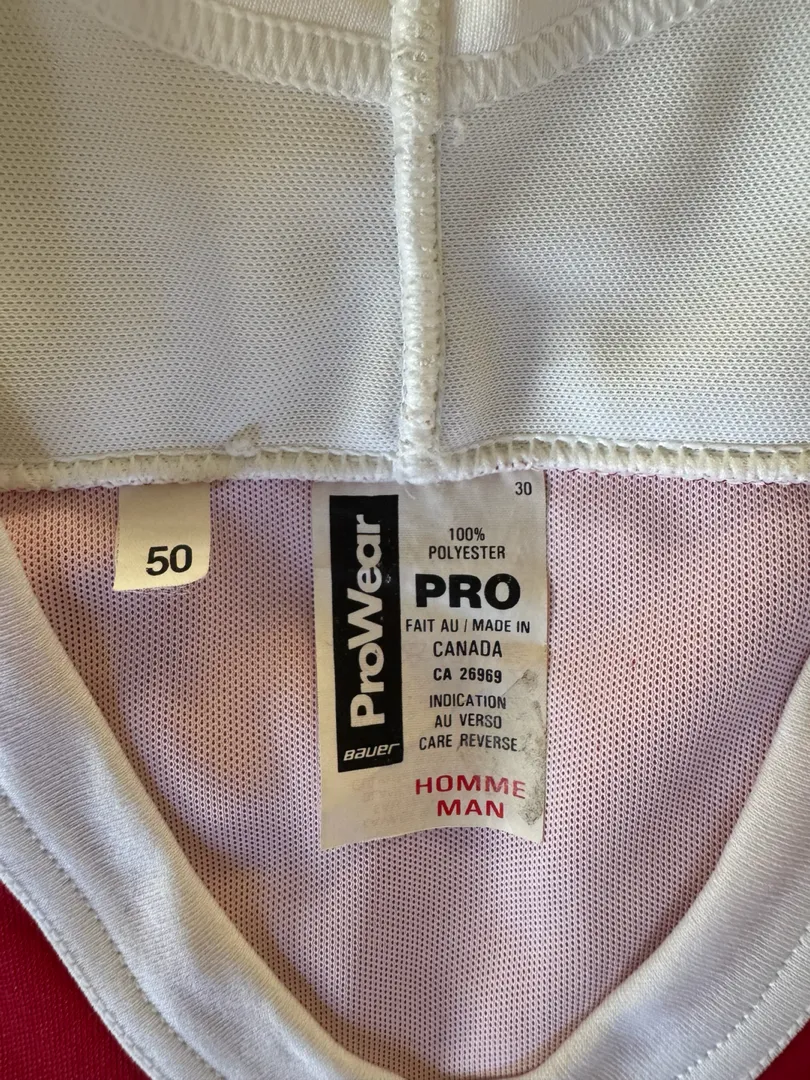 50
ProWear
BAUER
30
100%
POLYESTER
PRO
FAIT AU / MADE IN
CANADA
CA 26969
INDICATION
AU VERSO
CARE REVERSE
HOMME
MAN